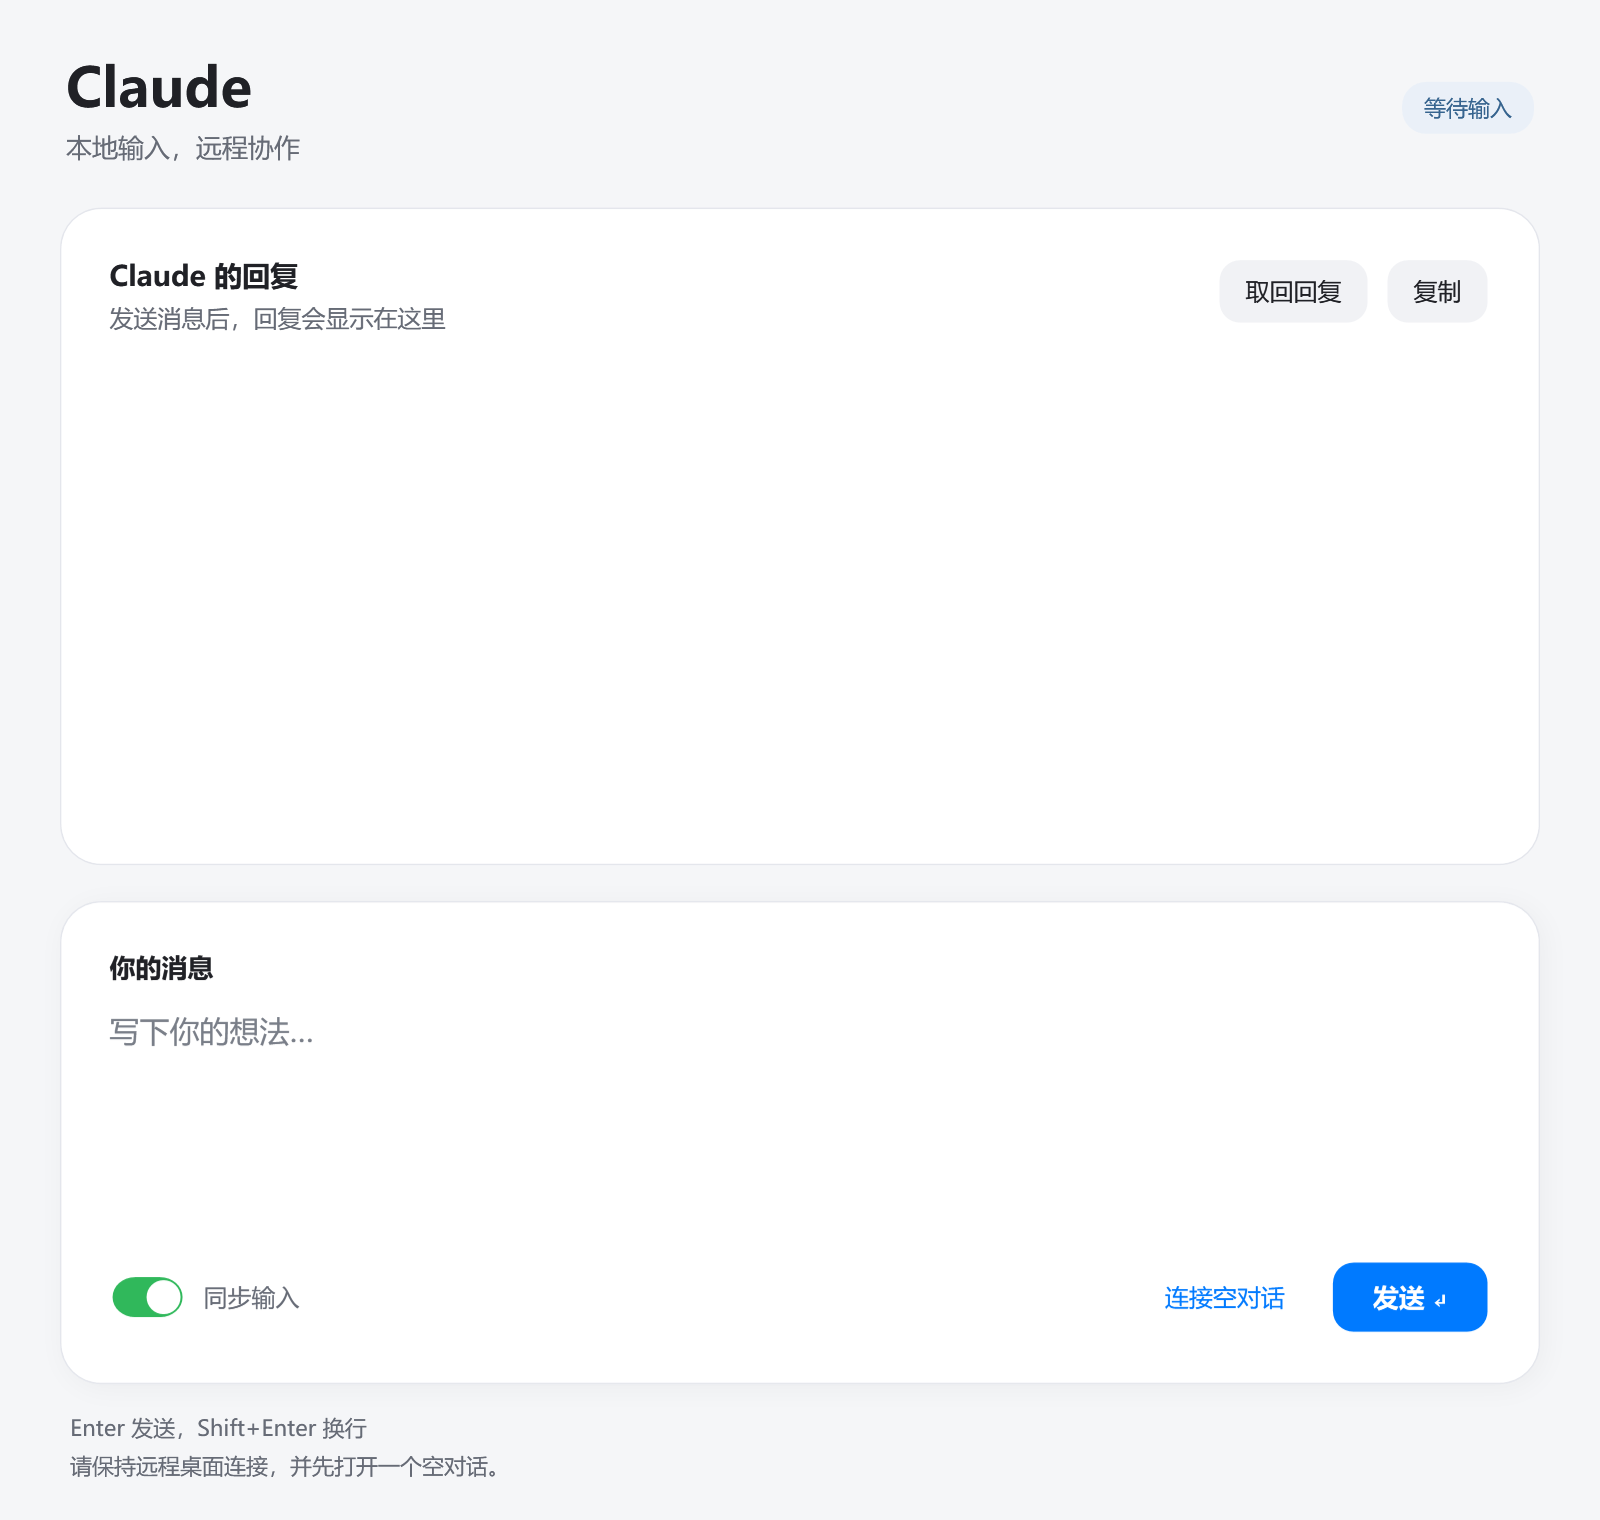 Claude
本地输入，远程协作
等待输入
Claude 的回复
发送消息后，回复会显示在这里
取回回复
复制
你的消息
写下你的想法...
同步输入
连接空对话
发送 ↵
Enter 发送，Shift+Enter 换行
请保持远程桌面连接，并先打开一个空对话。